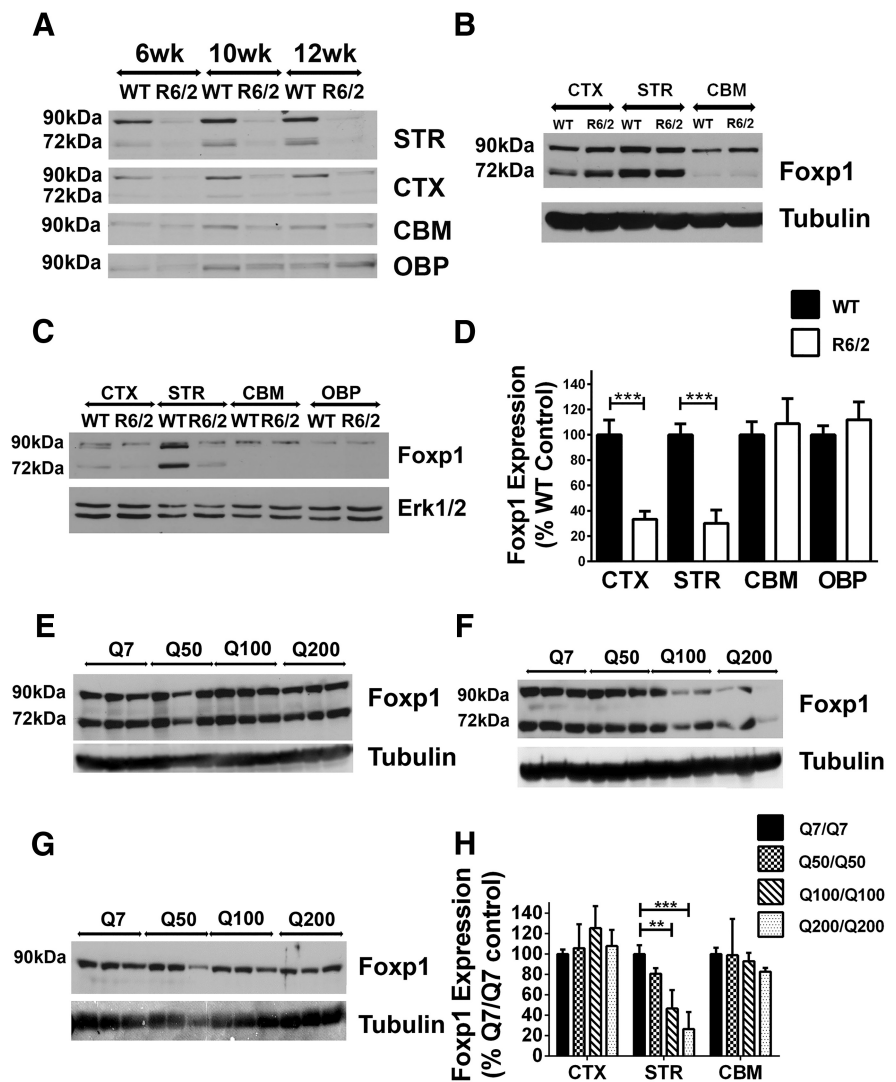 A
6wk 10wk 12wk
WT R6/2 WT R6/2 WT R6/2
90kDa
72kDa
STR
90kDa
72kDa
CTX
90kDa
CBM
90kDa
OBP
B
CTX STR CBM
WT R6/2 WT R6/2 WT R6/2
90kDa
72kDa
Foxp1
Tubulin
C
CTX STR CBM OBP
WT R6/2 WT R6/2 WT R6/2 WT R6/2
90kDa
72kDa
Foxp1
Erk1/2
D
WT
R6/2
Foxp1 Expression
(% WT Control)
140
120
100
80
60
40
20
0
*** ***
CTX STR CBM OBP
E
Q7 Q50 Q100 Q200
90kDa
72kDa
Foxp1
Tubulin
F
Q7 Q50 Q100 Q200
90kDa
72kDa
Foxp1
Tubulin
G
Q7 Q50 Q100 Q200
90kDa
Foxp1
Tubulin
H
Q7/Q7
Q50/Q50
Q100/Q100
Q200/Q200
Foxp1 Expression
(% Q7/Q7 control)
140
120
100
80
60
40
20
0
***
**
CTX STR CBM